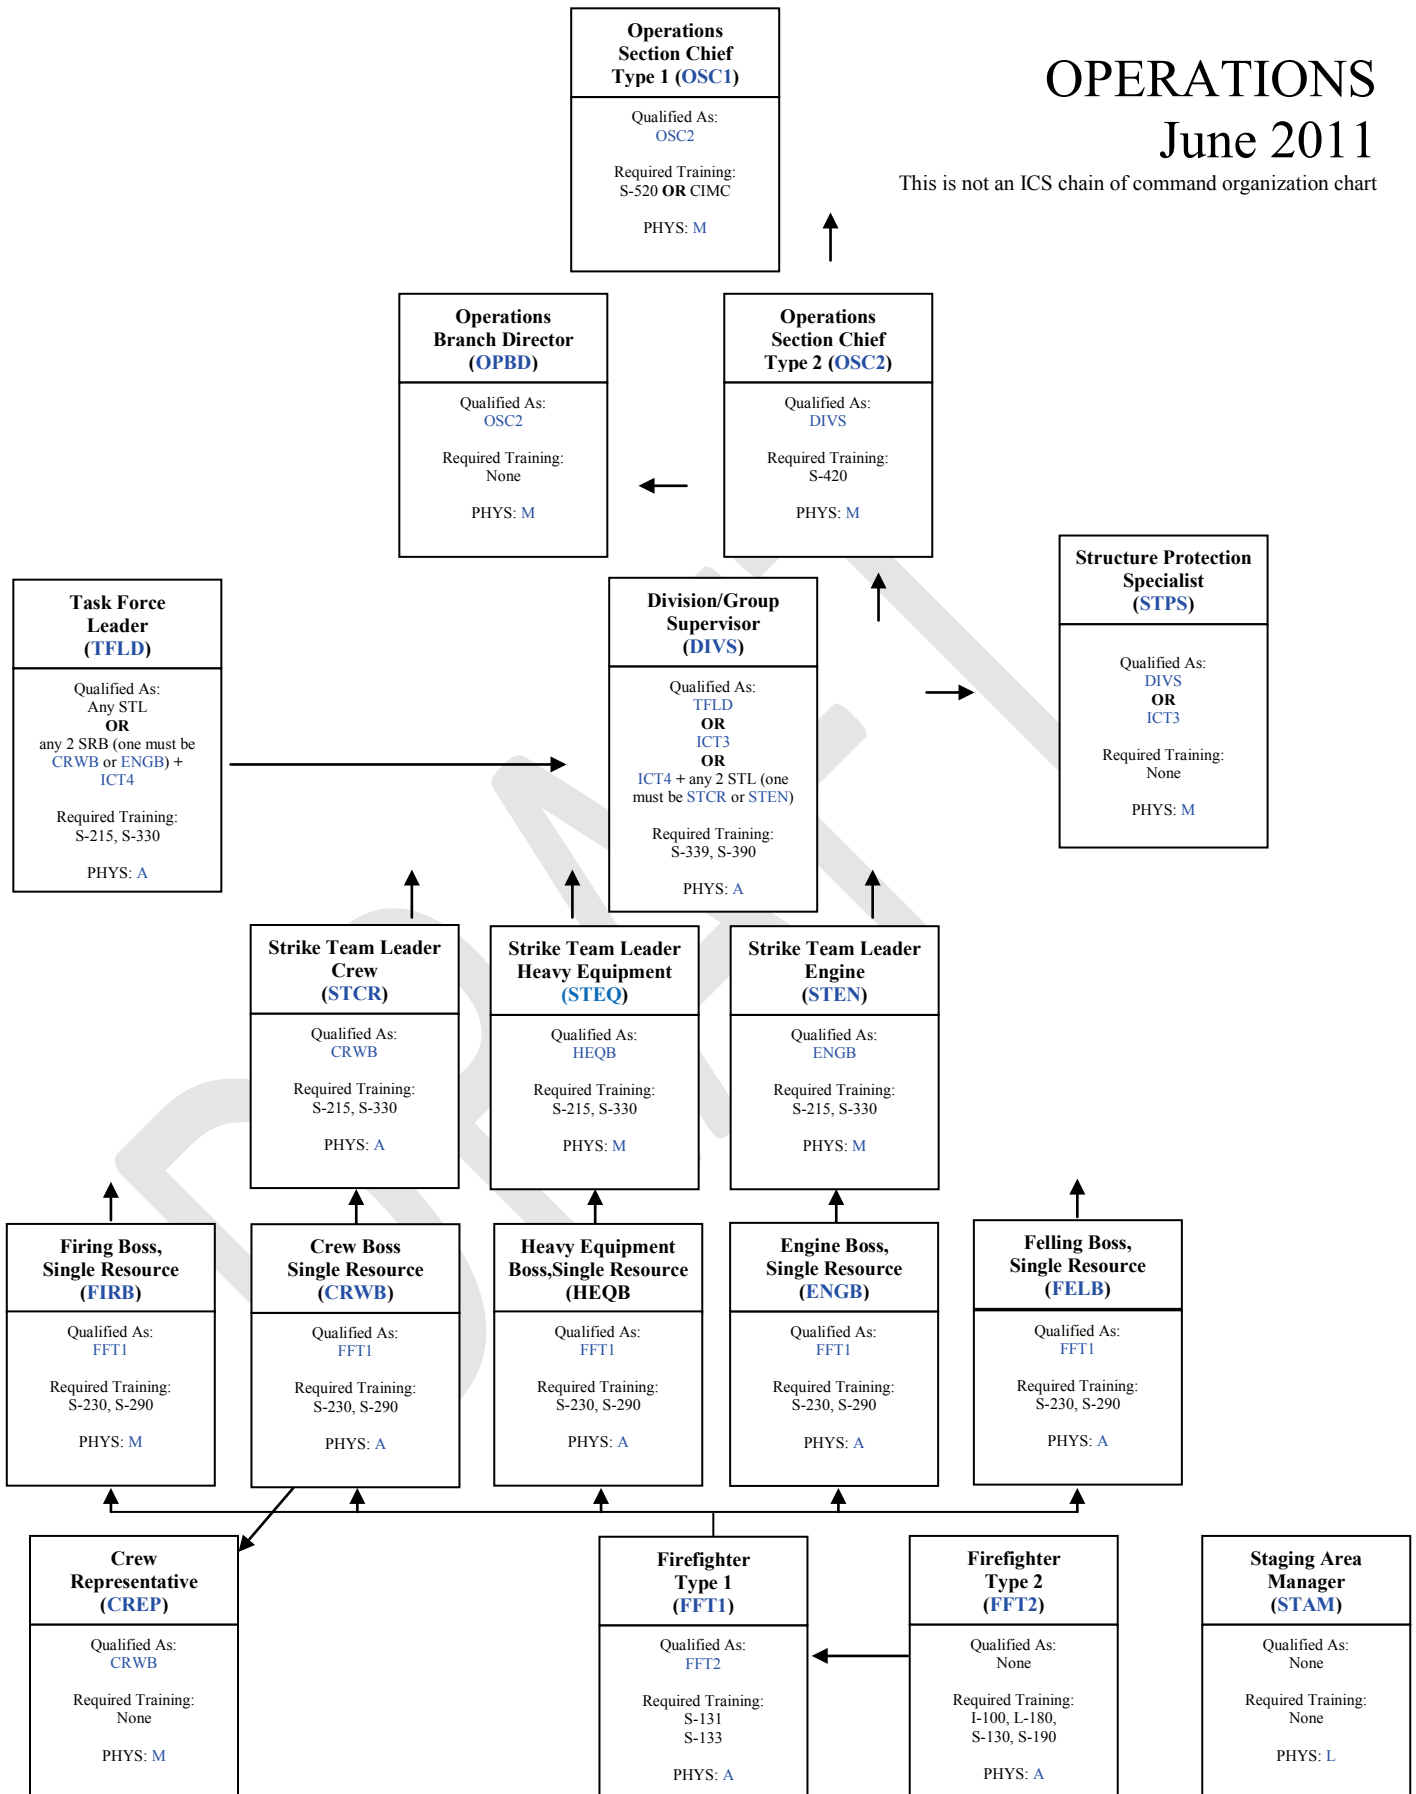 Operations
Section Chief
Type 1 (OSC1)
Qualified As:
OSC2
Required Training:
S-520 OR CIMC
PHYS: M
OPERATIONS
June 2011
This is not an ICS chain of command organization chart
Operations
Branch Director
(OPBD)
Qualified As:
OSC2
Required Training:
None
PHYS: M
Operations
Section Chief
Type 2 (OSC2)
Qualified As:
DIVS
Required Training:
S-420
PHYS: M
Structure Protection
Specialist
(STPS)
Qualified As:
DIVS
OR
ICT3
Required Training:
None
PHYS: M
Task Force
Leader
(TFLD)
Qualified As:
Any STL
OR
any 2 SRB (one must be
CRWB or ENGB) +
ICT4
Required Training:
S-215, S-330
PHYS: A
Division/Group
Supervisor
(DIVS)
Qualified As:
TFLD
OR
ICT3
OR
ICT4 + any 2 STL (one
must be STCR or STEN)
Required Training:
S-339, S-390
PHYS: A
Strike Team Leader
Crew
(STCR)
Qualified As:
CRWB
Required Training:
S-215, S-330
PHYS: A
Strike Team Leader
Heavy Equipment
(STEQ)
Qualified As:
HEQB
Required Training:
S-215, S-330
PHYS: M
Strike Team Leader
Engine
(STEN)
Qualified As:
ENGB
Required Training:
S-215, S-330
PHYS: M
Firing Boss,
Single Resource
(FIRB)
Qualified As:
FFT1
Required Training:
S-230, S-290
PHYS: M
Crew Boss
Single Resource
(CRWB)
Qualified As:
FFT1
Required Training:
S-230, S-290
PHYS: A
Heavy Equipment
Boss,Single Resource
(HEQB
Qualified As:
FFT1
Required Training:
S-230, S-290
PHYS: A
Engine Boss,
Single Resource
(ENGB)
Qualified As:
FFT1
Required Training:
S-230, S-290
PHYS: A
Felling Boss,
Single Resource
(FELB)
Qualified As:
FFT1
Required Training:
S-230, S-290
PHYS: A
Crew
Representative
(CREP)
Qualified As:
CRWB
Required Training:
None
PHYS: M
Firefighter
Type 1
(FFT1)
Qualified As:
FFT2
Required Training:
S-131
S-133
PHYS: A
Firefighter
Type 2
(FFT2)
Qualified As:
None
Required Training:
I-100, L-180,
S-130, S-190
PHYS: A
Staging Area
Manager
(STAM)
Qualified As:
None
Required Training:
None
PHYS: L
DRAFT